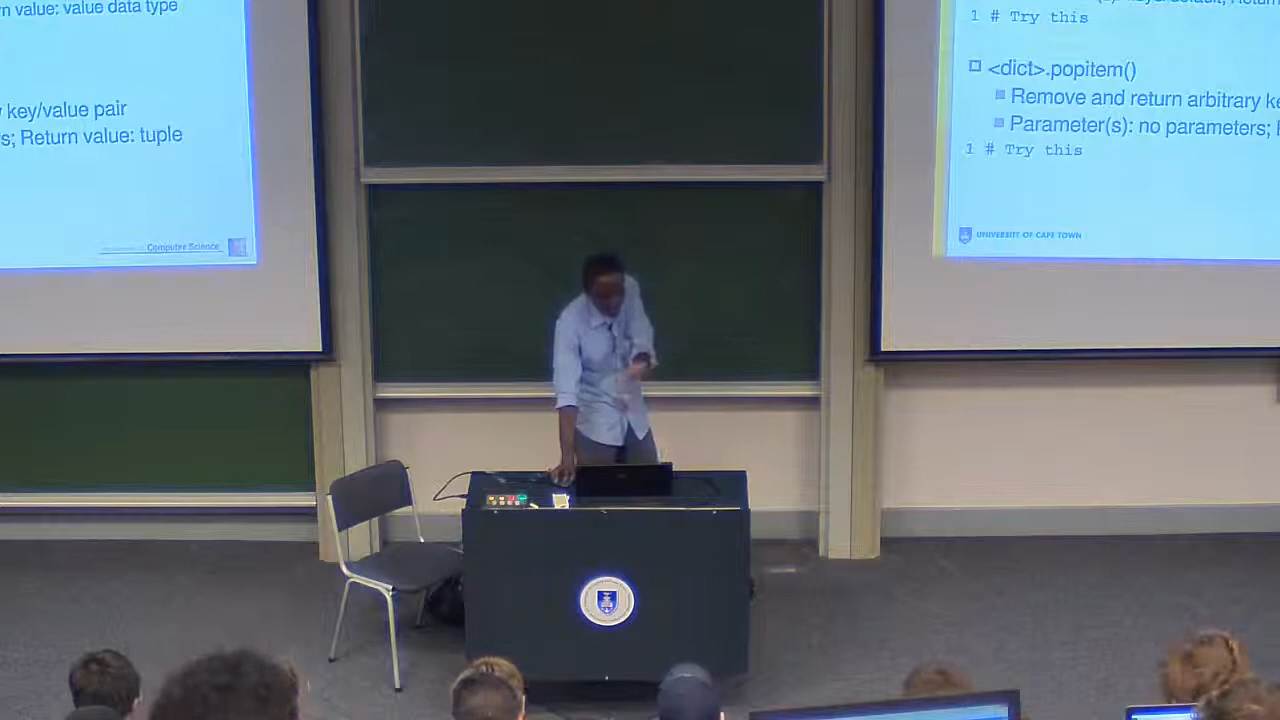 n value: value data type
key/value pair
s; Return value: tuple
Computer Science
1 # Try this
<dict>.popitem()
Remove and return arbitrary ke
Parameter(s): no parameters;
1 # Try this
UNIVERSITY OF CAPE TOWN